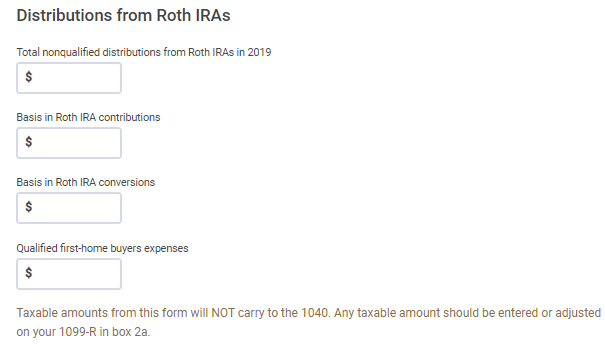 Distributions from Roth IRAs
Total nonqualified distributions from Roth IRAs in 2019
$
Basis in Roth IRA contributions
$
Basis in Roth IRA conversions
$
Qualified first-home buyers expenses
$
Taxable amounts from this form will NOT carry to the 1040. Any taxable amount should be entered or adjusted
on your 1099-R in box 2a.